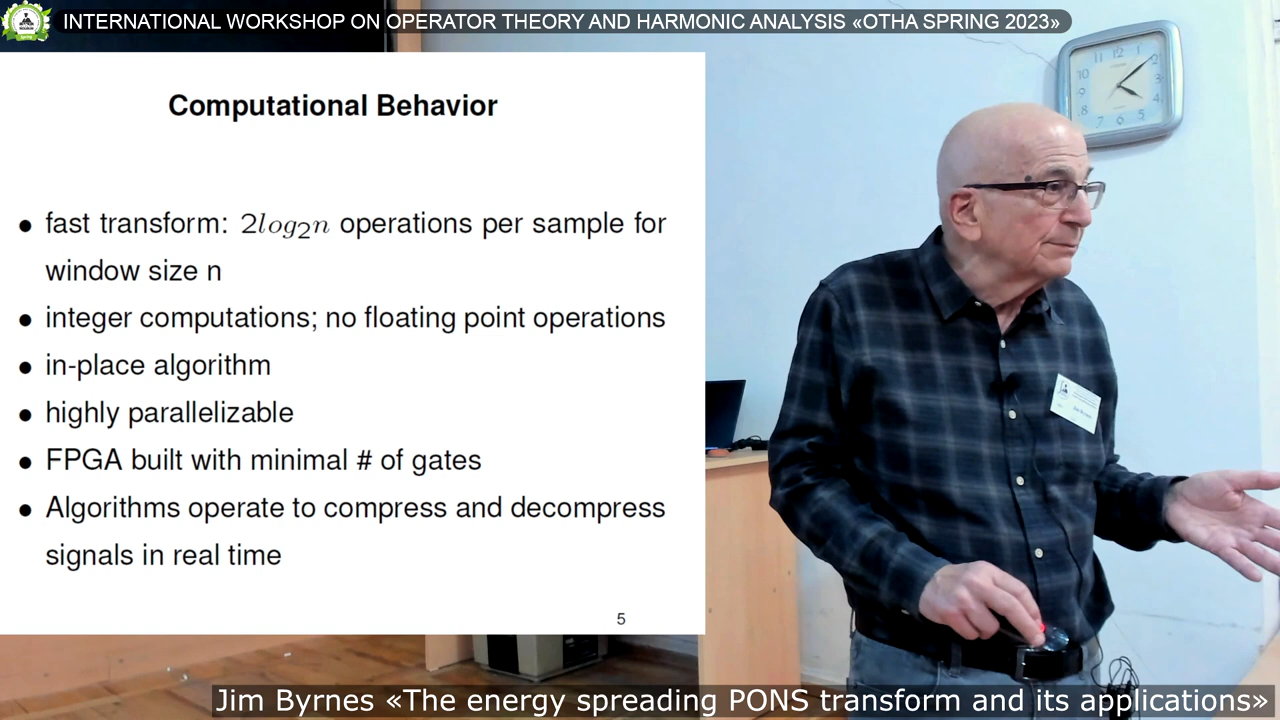 INTERNATIONAL WORKSHOP ON OPERATOR THEORY AND HARMONIC ANALYSIS «OTHA SPRING 2023»
Computational Behavior
• fast transform: 2log₂n operations per sample for
window size n
• integer computations; no floating point operations
• in-place algorithm
• highly parallelizable
• FPGA built with minimal # of gates
• Algorithms operate to compress and decompress
signals in real time
5
Jim Byrnes «The energy spreading PONS transform and its applications»